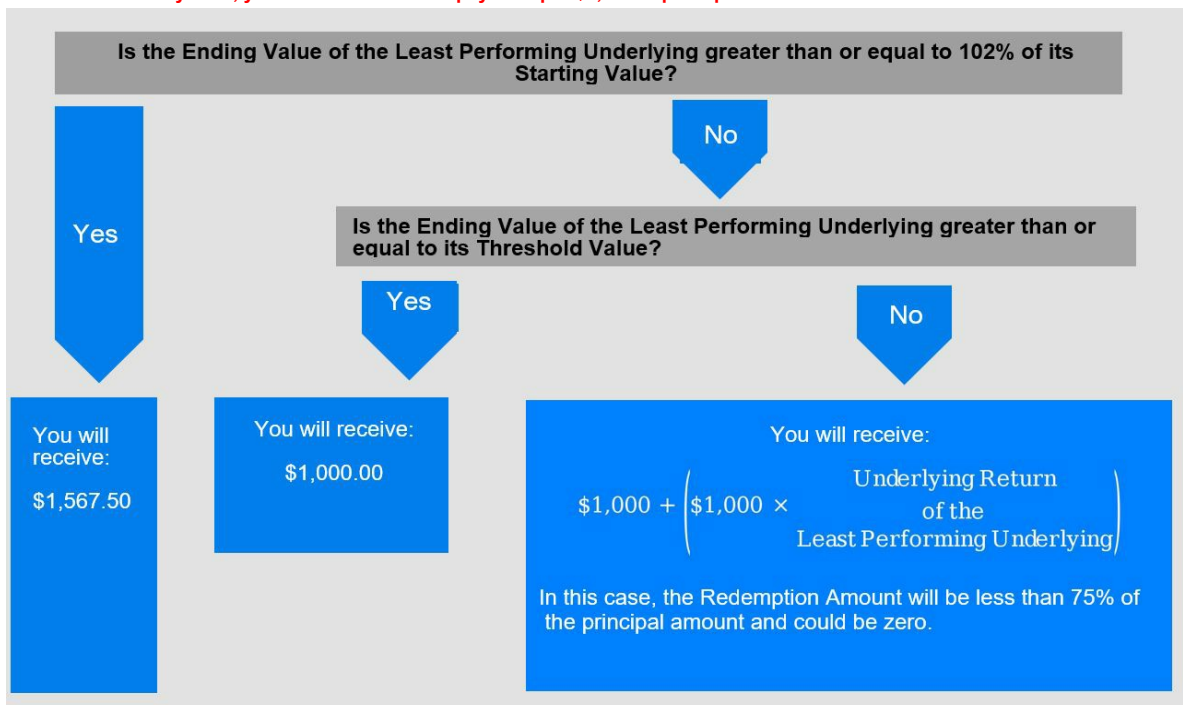 Is the Ending Value of the Least Performing Underlying greater than or equal to 102% of its
Starting Value?
No
Yes
Is the Ending Value of the Least Performing Underlying greater than or
equal to its Threshold Value?
Yes
No
You will
receive:
$1,567.50
You will receive:
$1,000.00
You will receive:
$1,000 + ($1,000 × Underlying Return
of the
Least Performing Underlying)
In this case, the Redemption Amount will be less than 75% of
the principal amount and could be zero.